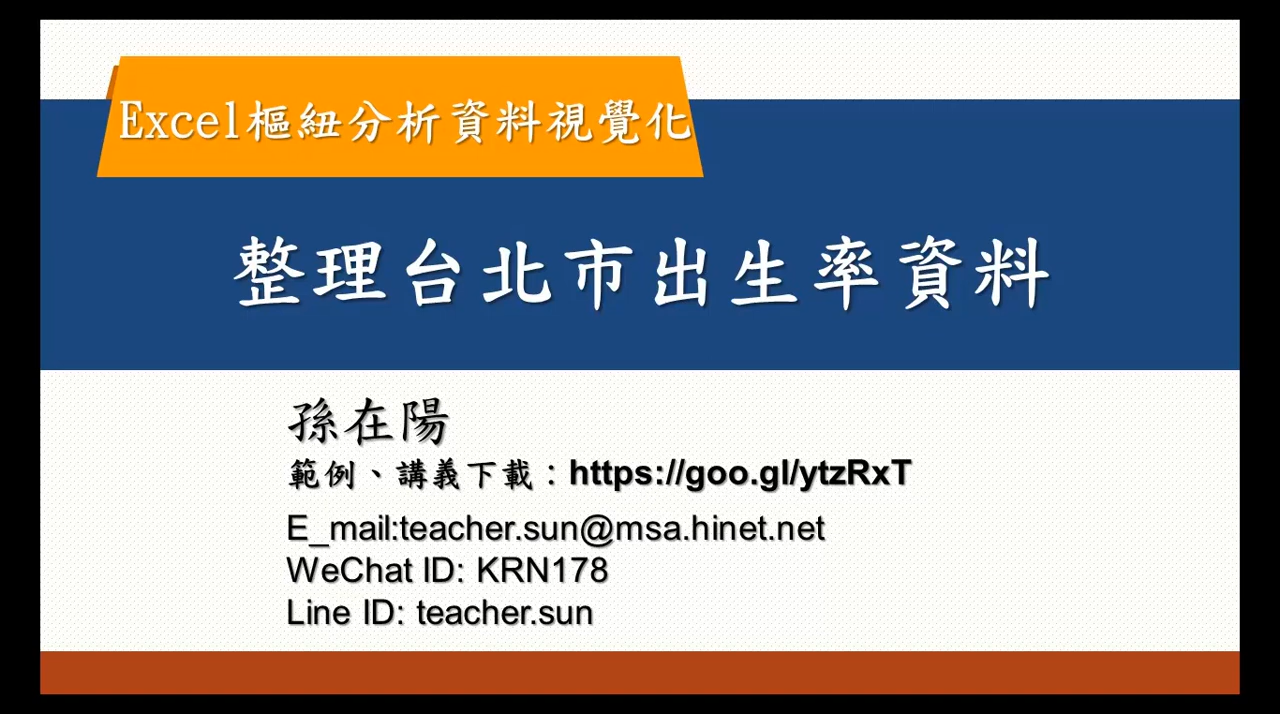 Excel樞紐分析資料視覺化
整理台北市出生率資料
孫在陽
範例、講義下載：https://goo.gl/ytzRxT
E_mail:teacher.sun@msa.hinet.net
WeChat ID: KRN178
Line ID: teacher.sun